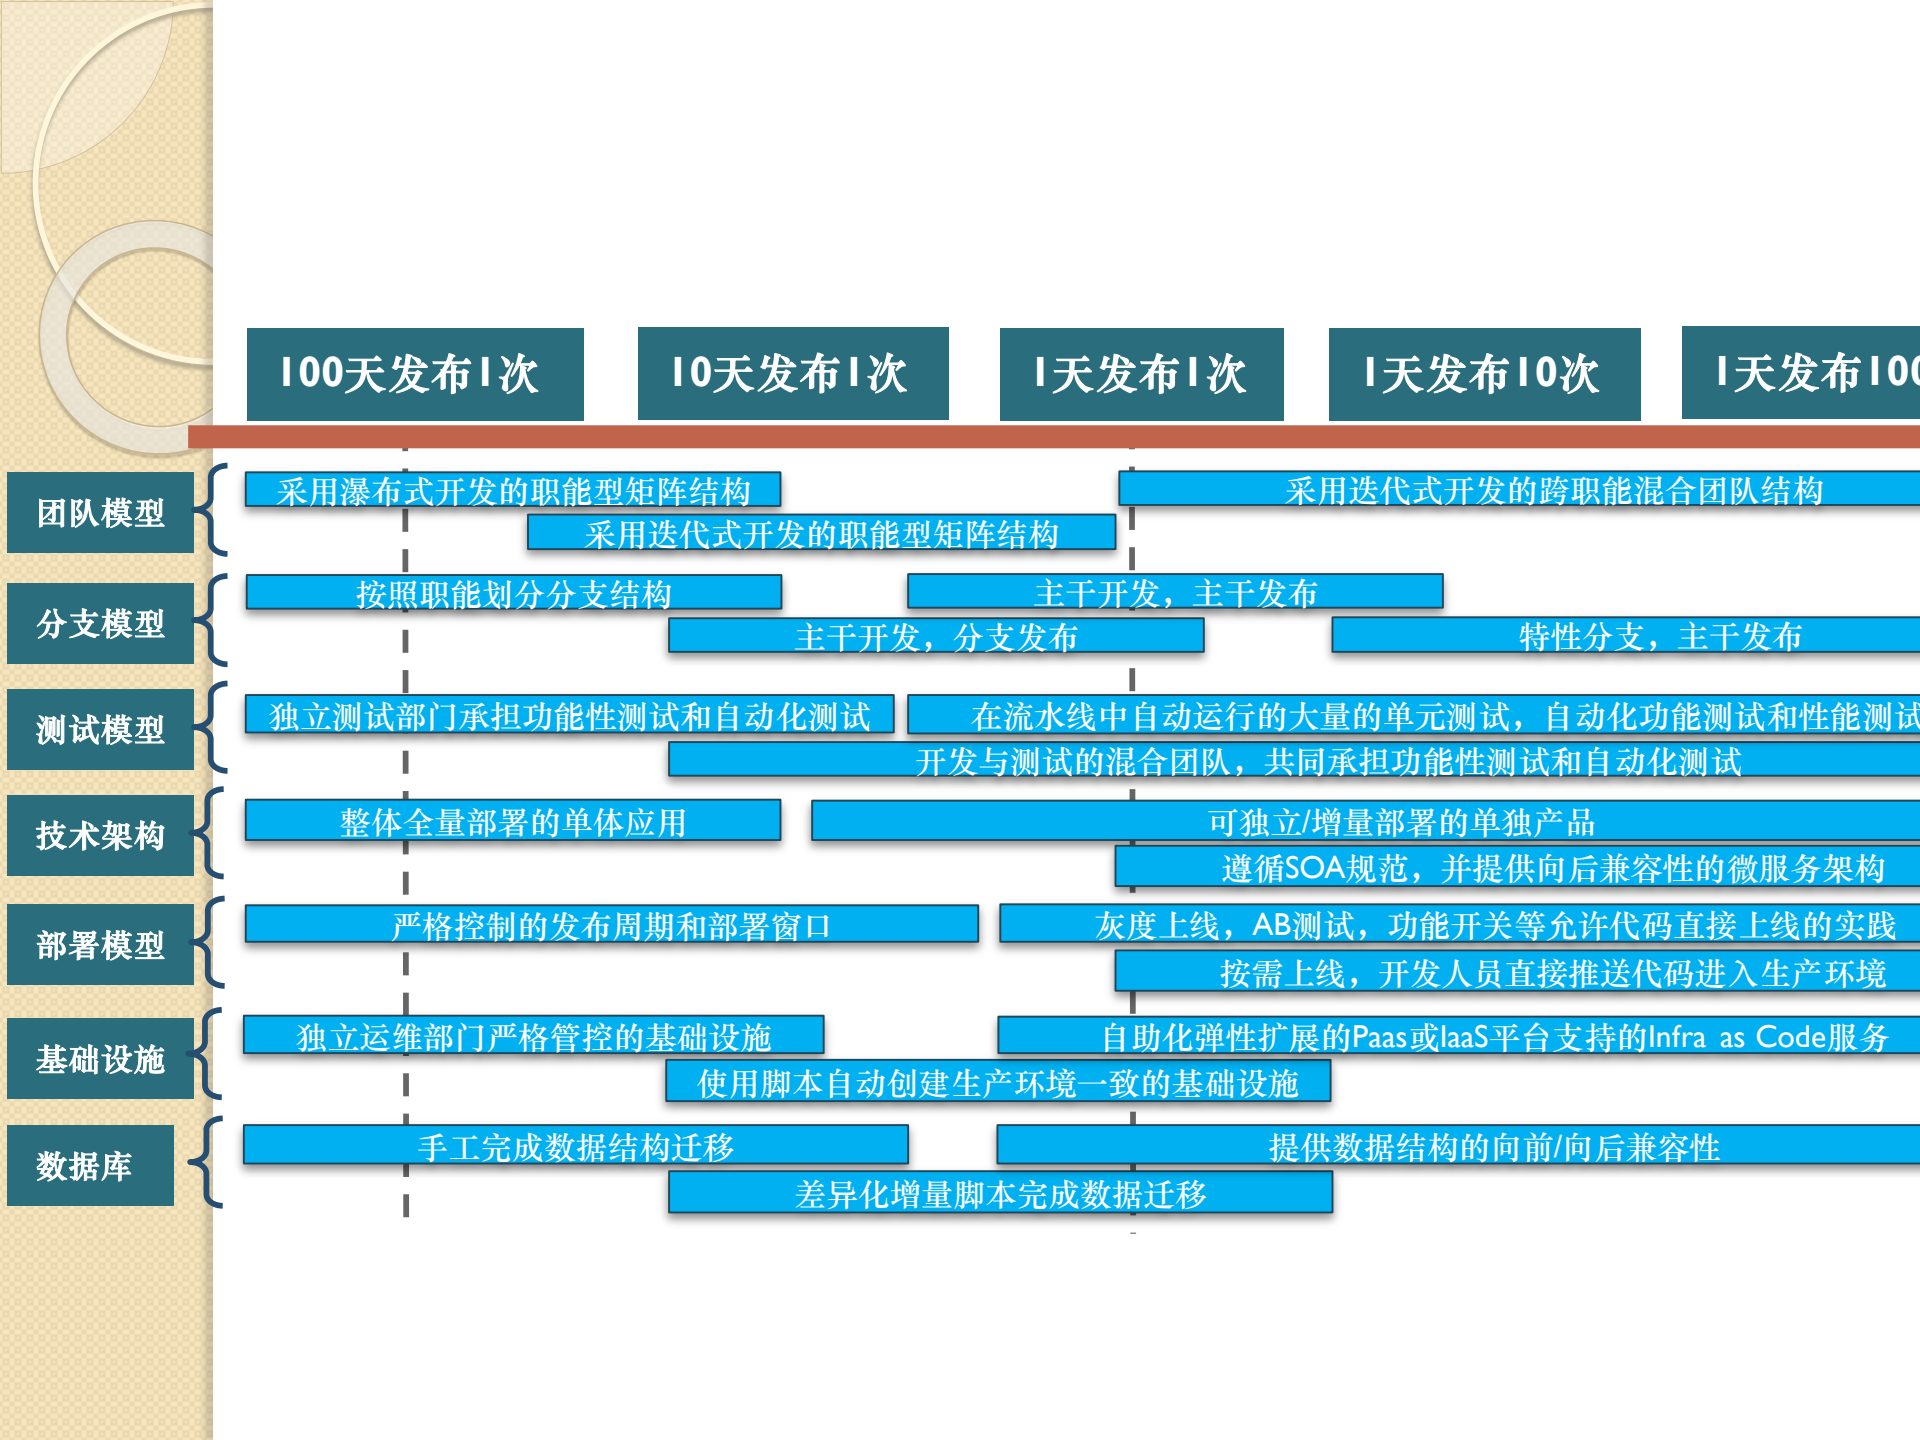 100天发布1次
10天发布1次
1天发布1次
1天发布10次
1天发布100
团队模型
采用瀑布式开发的职能型矩阵结构
采用迭代式开发的跨职能混合团队结构
采用迭代式开发的职能型矩阵结构
分支模型
按照职能划分分支结构
主干开发，主干发布
主干开发，分支发布
特性分支，主干发布
测试模型
独立测试部门承担功能性测试和自动化测试
在流水线中自动运行的大量的单元测试，自动化功能测试和性能测试
开发与测试的混合团队，共同承担功能性测试和自动化测试
技术架构
整体全量部署的单体应用
可独立/增量部署的单独产品
遵循SOA规范，并提供向后兼容性的微服务架构
部署模型
严格控制的发布周期和部署窗口
灰度上线，AB测试，功能开关等允许代码直接上线的实践
按需上线，开发人员直接推送代码进入生产环境
基础设施
独立运维部门严格管控的基础设施
自助化弹性扩展的Paas或IaaS平台支持的Infra as Code服务
使用脚本自动创建生产环境一致的基础设施
数据库
手工完成数据结构迁移
提供数据结构的向前/向后兼容性
差异化增量脚本完成数据迁移